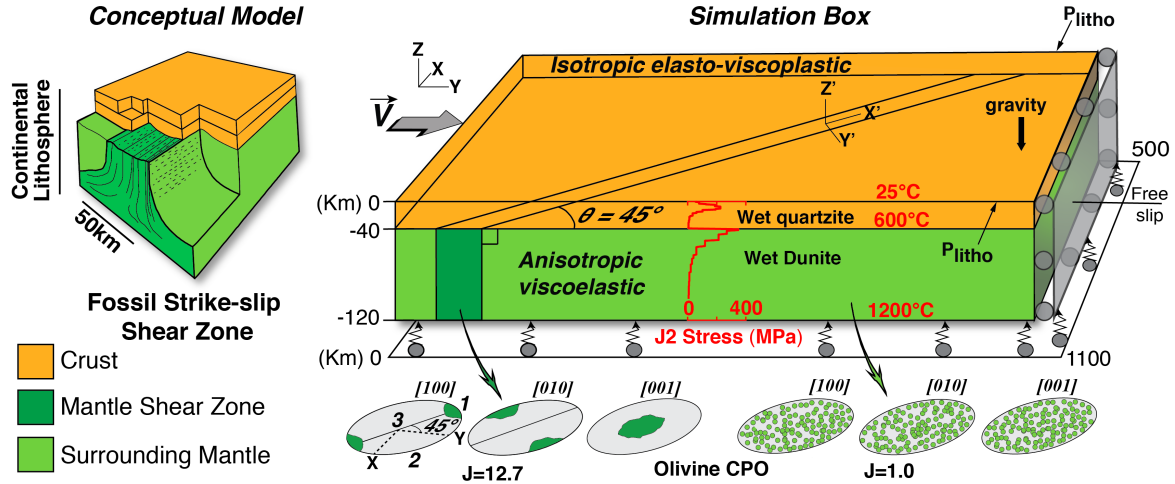 Conceptual Model
Simulation Box
Continental
Lithosphere
50km
Fossil Strike-slip
Shear Zone
Crust
Mantle Shear Zone
Surrounding Mantle
P litho
Z
X
Y
V
Isotropic elasto-viscoplastic
Z'
X'
Y'
gravity
500
Free
slip
(Km) 0
25°C
θ = 45°
Wet quartzite
600°C
-40
P litho
Anisotropic
viscoelastic
Wet Dunite
0
400
1200°C
-120
J2 Stress (MPa)
(Km) 0
1100
[100]
[010]
[001]
[100]
[010]
[001]
1
3
45°
Y
X
2
J=12.7
Olivine CPO
J=1.0